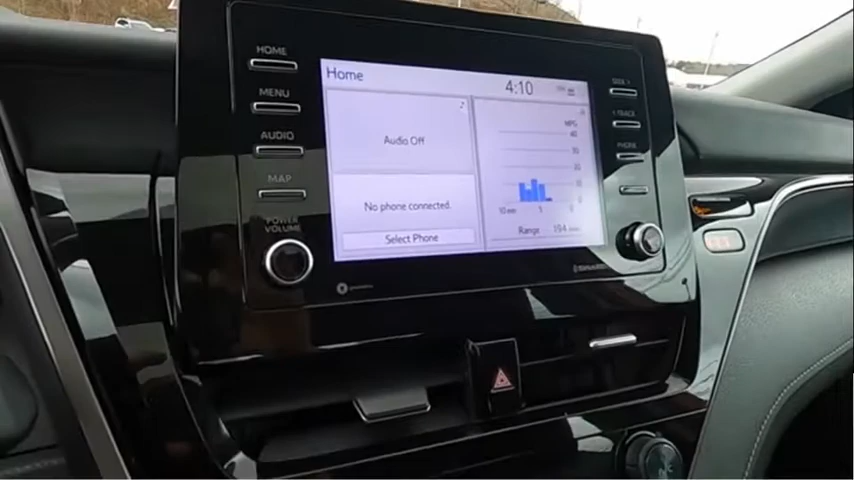 HOME
MENU
AUDIO
MAP
POWER
VOLUME
Home
4:10
Audio Off
No phone connected.
Select Phone
MPG
40
30
20
10
0
10 min
5
0
Range 194
SEEK >
< TRACK
PHONE